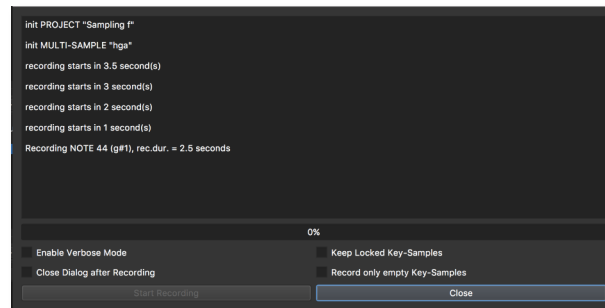 init PROJECT "Sampling f"
init MULTI-SAMPLE "hga"
recording starts in 3.5 second(s)
recording starts in 3 second(s)
recording starts in 2 second(s)
recording starts in 1 second(s)
Recording NOTE 44 (g#1), rec.dur. = 2.5 seconds
0%
Enable Verbose Mode
Keep Locked Key-Samples
Close Dialog after Recording
Record only empty Key-Samples
Start Recording
Close